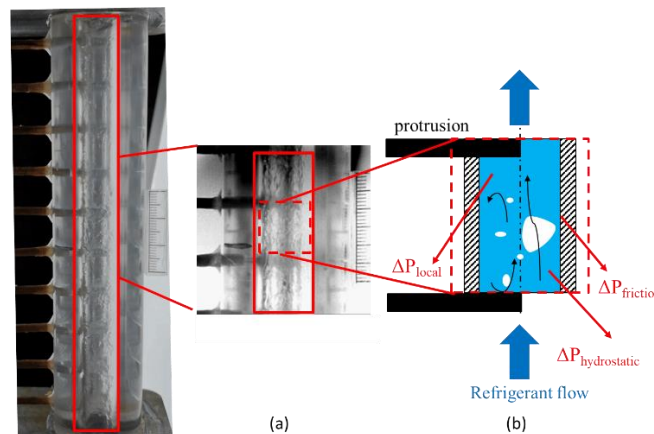 protrusion
ΔPlocal
ΔPfrictio
ΔPhydrostatic
Refrigerant flow
(a)
(b)